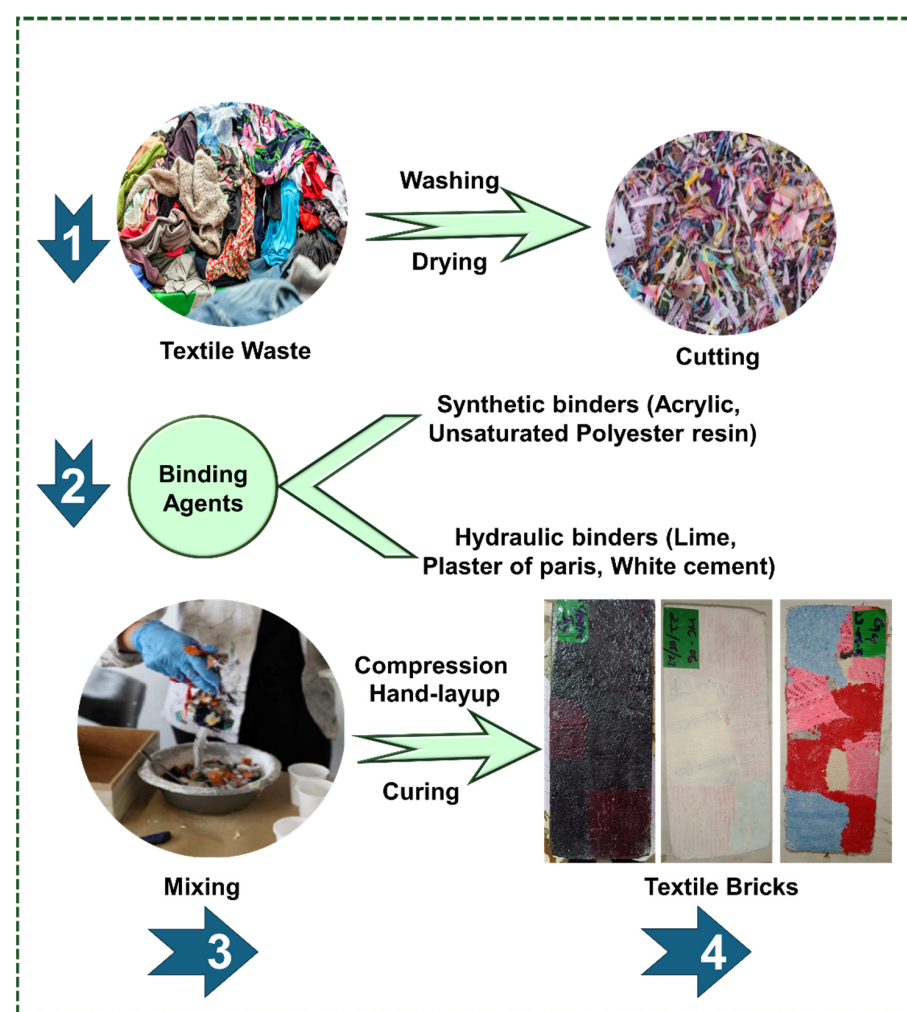 1
Textile Waste
Washing
Drying
Cutting
2
Binding
Agents
Synthetic binders (Acrylic,
Unsaturated Polyester resin)
Hydraulic binders (Lime,
Plaster of paris, White cement)
Mixing
Compression
Hand-layup
Curing
Textile Bricks
3
4